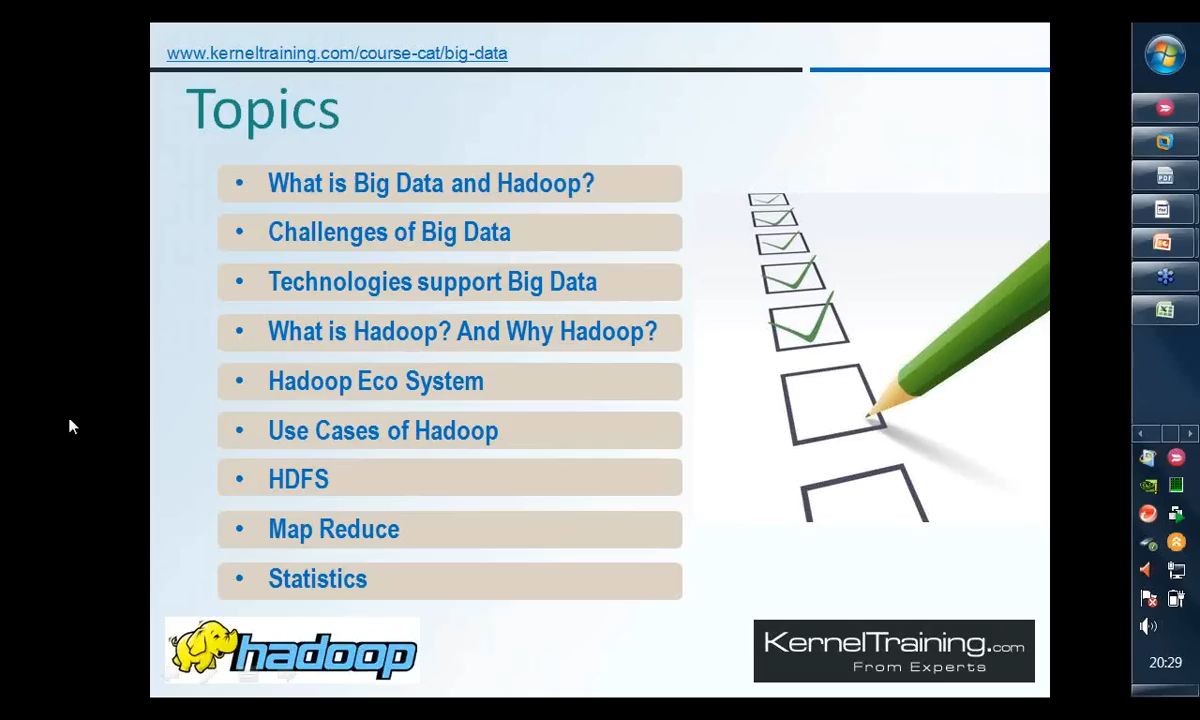 www.kerneltraining.com/course-cat/big-data
Topics
• What is Big Data and Hadoop?
• Challenges of Big Data
• Technologies support Big Data
• What is Hadoop? And Why Hadoop?
• Hadoop Eco System
• Use Cases of Hadoop
• HDFS
• Map Reduce
• Statistics
hadoop
KernelTraining.com
From Experts
20:29